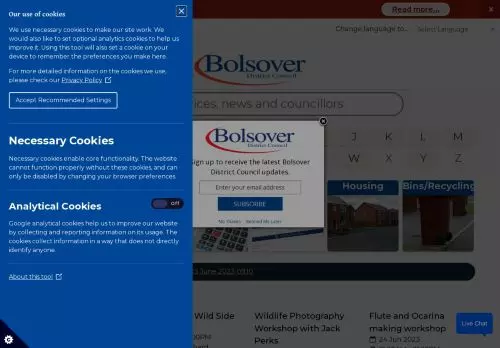 Our use of cookies
We use necessary cookies to make our site work. We
would also like to set optional analytics cookies to help us
improve it. Using this tool will also set a cookie on your
device to remember the preferences you make here.
For more detailed information on the cookies we use,
please check our Privacy Policy
Accept Recommended Settings
Necessary Cookies
Necessary cookies enable core functionality. The website
cannot function properly without these cookies, and can
only be disabled by changing your browser preferences.
Analytical Cookies
Off
Google analytics cookies help us to improve our website
by collecting and reporting information on its usage. The
cookies collect information in a way that does not directly
identify anyone.
About this tool
Read more...
Change language to...
Select Language
Bolsover
District Council
news and councillors
J K L M
W X Y Z
Bolsover
District Council
Sign up to receive the latest Bolsover
District Council updates.
Enter your email address
SUBSCRIBE
No Thanks
Remind Me Later
Housing
Bins/Recycling
June 2023
Wild Side
Wildlife Photography
Workshop with Jack
Perks
Flute and Ocarina
making workshop
24 Jun 2023
Live Chat